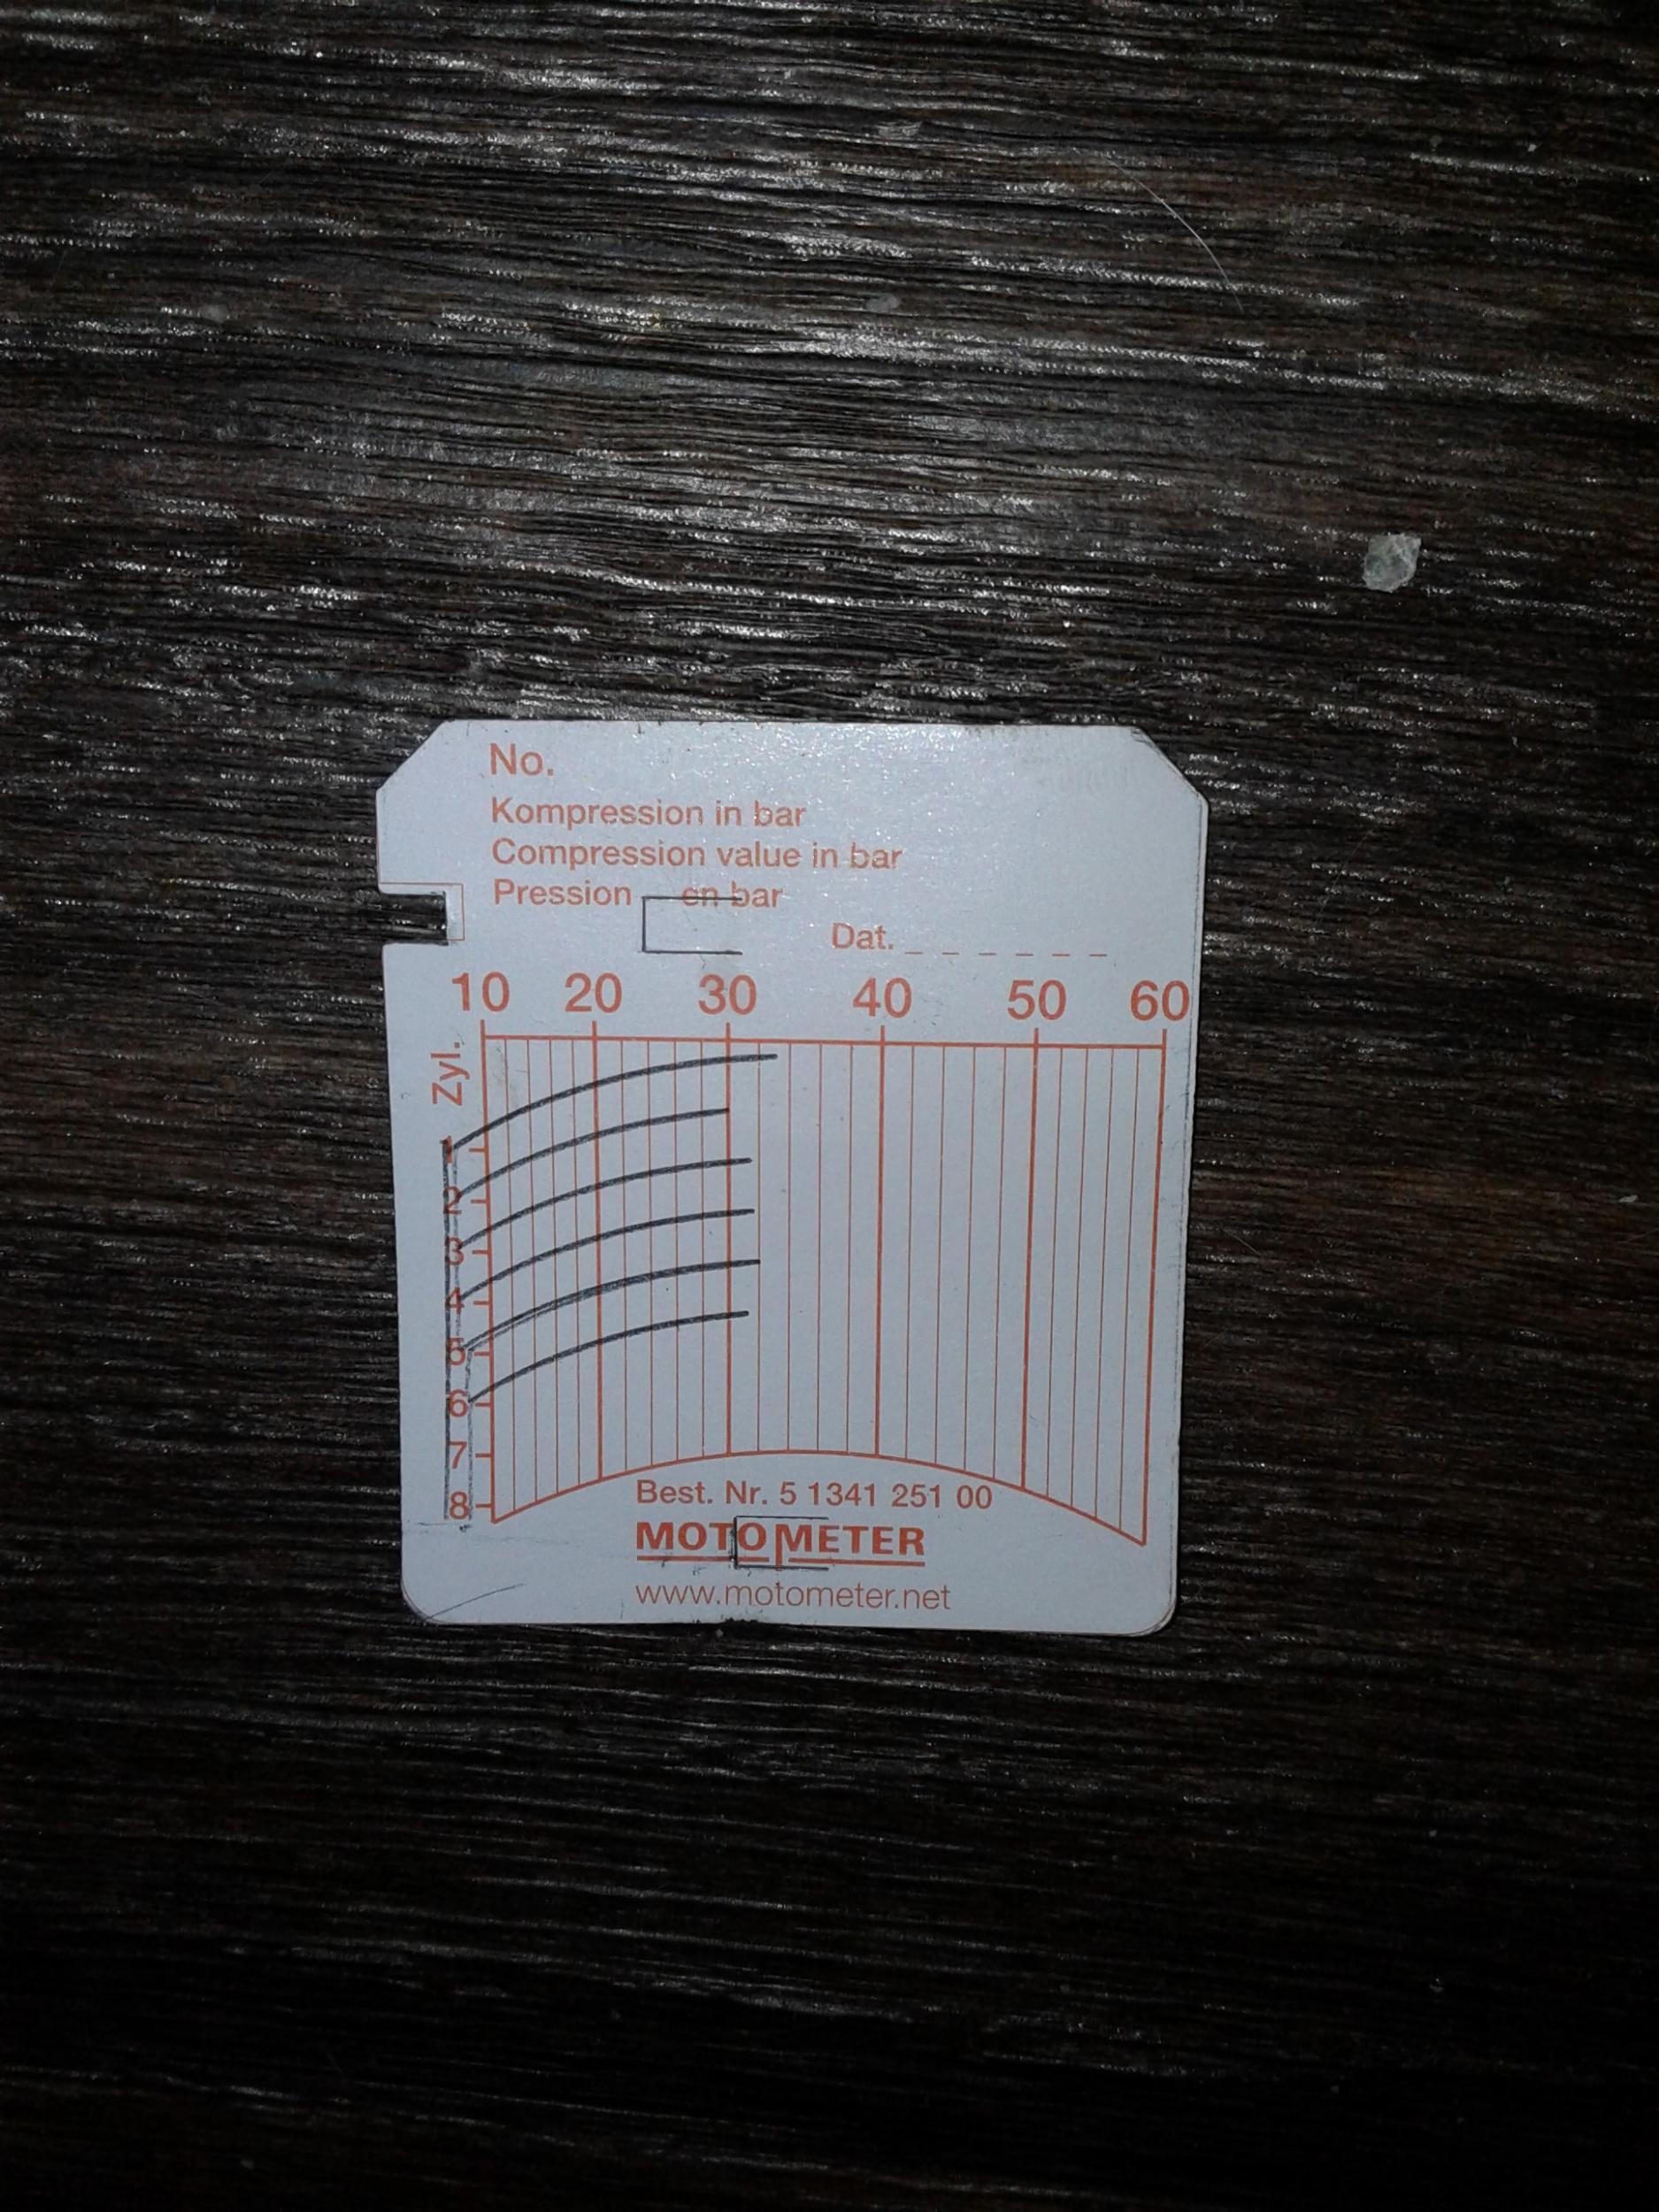 No.
Kompression in bar
Compression value in bar
Pression en bar
Dat.
10 20 30 40 50 60
Zyl.
1
2
3
4
5
6
7
8
Best. Nr. 5 1341 251 00
MOTOMETER
www.motometer.net